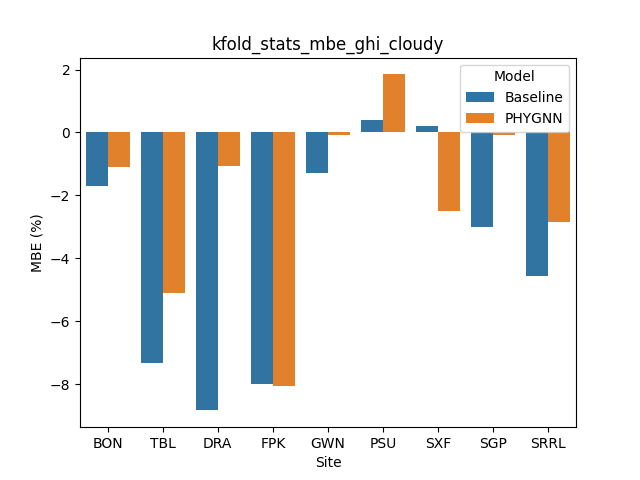 kfold_stats_mbe_ghi_cloudy
Model
Baseline
PHYGNN
MBE (%)
2
0
−2
−4
−6
−8
BON TBL DRA FPK GWN PSU SXF SGP SRRL
Site